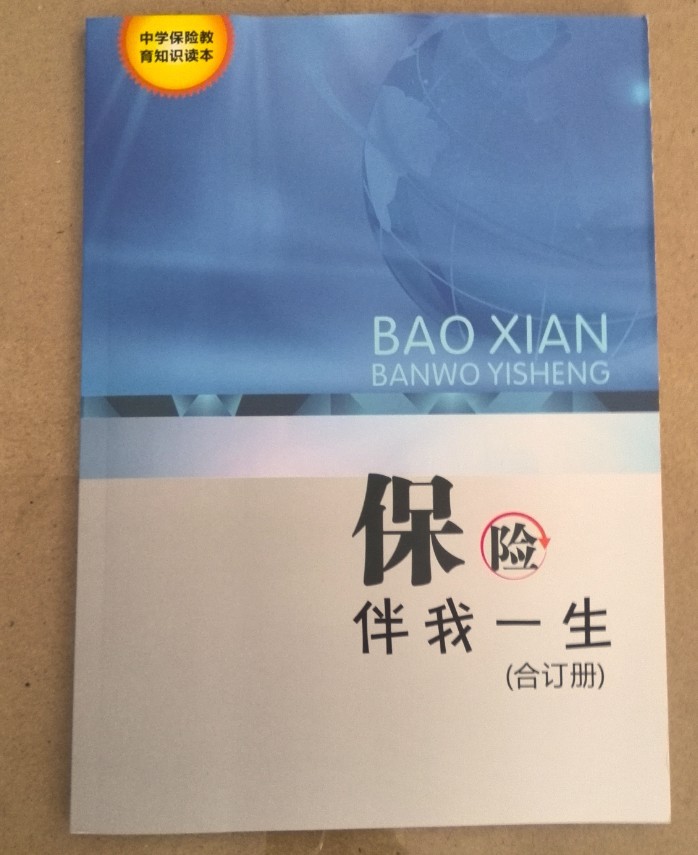 中学保险教
育知识读本
BAO XIAN
BANWO YISHENG
保险
伴我一生
(合订册)